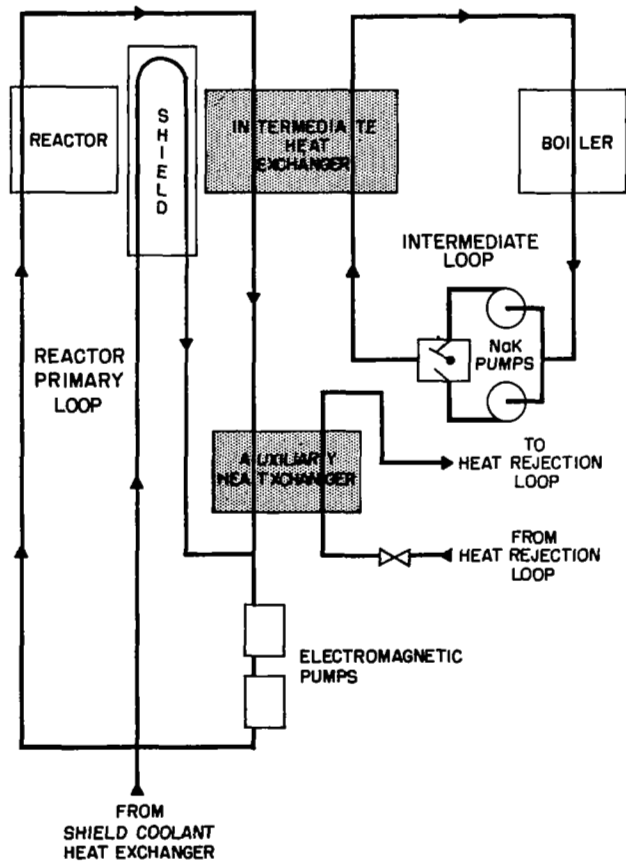 REACTOR
SHIELD
INTERMEDIATE
HEAT
EXCHANGER
BOILER
INTERMEDIATE
LOOP
NaK
PUMPS
REACTOR
PRIMARY
LOOP
AUXILIARY
HEAT EXCHANGER
TO
HEAT REJECTION
LOOP
FROM
HEAT REJECTION
LOOP
ELECTROMAGNETIC
PUMPS
FROM
SHIELD COOLANT
HEAT EXCHANGER